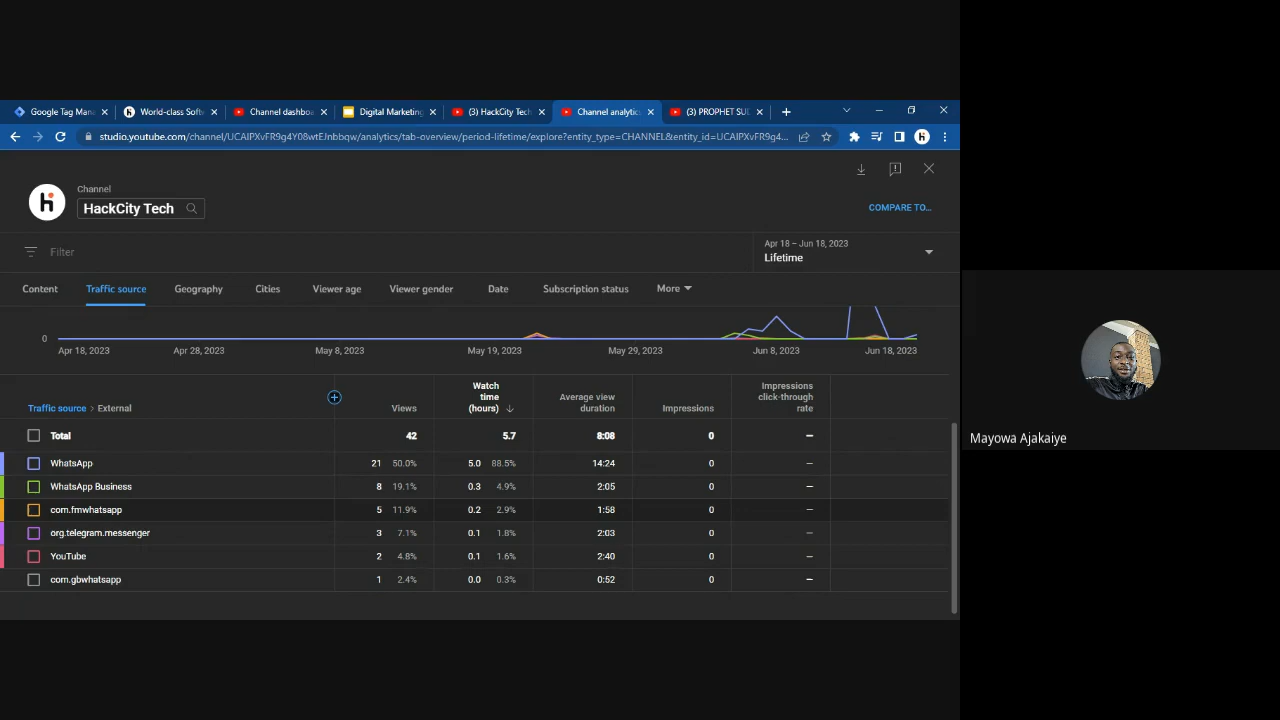 Google Tag Mana
World-class Softw
Channel dashboa
Digital Marketing
(3) HackCity Tech
Channel analytics
(3) PROPHET SUD
studio.youtube.com/channel/UCAIPXvFR9g4Y08wtEJnbbqw/analytics/tab-overview/period-lifetime/explore?entity_type=CHANNEL&entity_id=UCAIPXvFR9g4...
Channel
HackCity Tech
COMPARE TO...
Filter
Apr 18 – Jun 18, 2023
Lifetime
Content Traffic source Geography Cities Viewer age Viewer gender Date Subscription status More
0
Apr 18, 2023 Apr 28, 2023 May 8, 2023 May 19, 2023 May 29, 2023 Jun 8, 2023 Jun 18, 2023
Traffic source > External
Views
Watch
time
(hours)
Average view
duration
Impressions
Impressions
click-through
rate
Total 42 5.7 8:08 0 –
WhatsApp 21 50.0% 5.0 88.5% 14:24 0 –
WhatsApp Business 8 19.1% 0.3 4.9% 2:05 0 –
com.fmwhatsapp 5 11.9% 0.2 2.9% 1:58 0 –
org.telegram.messenger 3 7.1% 0.1 1.8% 2:03 0 –
YouTube 2 4.8% 0.1 1.6% 2:40 0 –
com.gbwhatsapp 1 2.4% 0.0 0.3% 0:52 0 –
Mayowa Ajakaiye